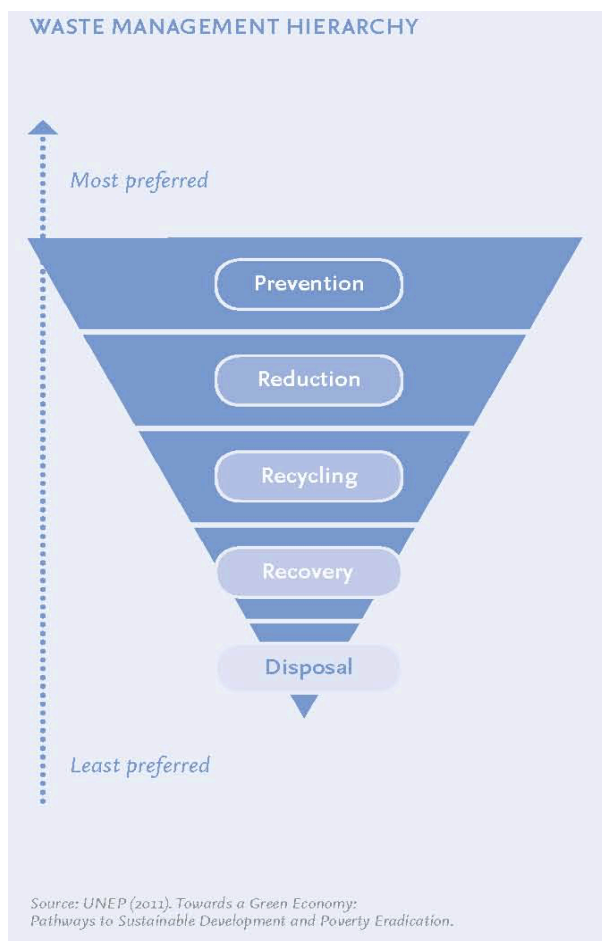 WASTE MANAGEMENT HIERARCHY
Most preferred
Prevention
Reduction
Recycling
Recovery
Disposal
Least preferred
Source: UNEP (2011). Towards a Green Economy:
Pathways to Sustainable Development and Poverty Eradication.